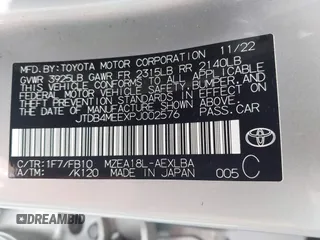 MFD.BY:TOYOTA MOTOR CORPORATION 11/22
GVWR 3925LB GAWR FR 2315LB RR 2140LB
THIS VEHICLE CONFORMS TO ALL APPLICABLE FEDERAL
MOTOR VEHICLE SAFETY, BUMPER, AND THEFT PREVENTION
STANDARDS IN EFFECT ON THE DATE OF
MANUFACTURE SHOWN ABOVE.
JTDB4MEEXPJ002576 PASS.CAR
C/TR:1F7/FB10 MZEA18L-AEXLBA
A/TM: /K120 MADE IN JAPAN 005 C
TOYOTA